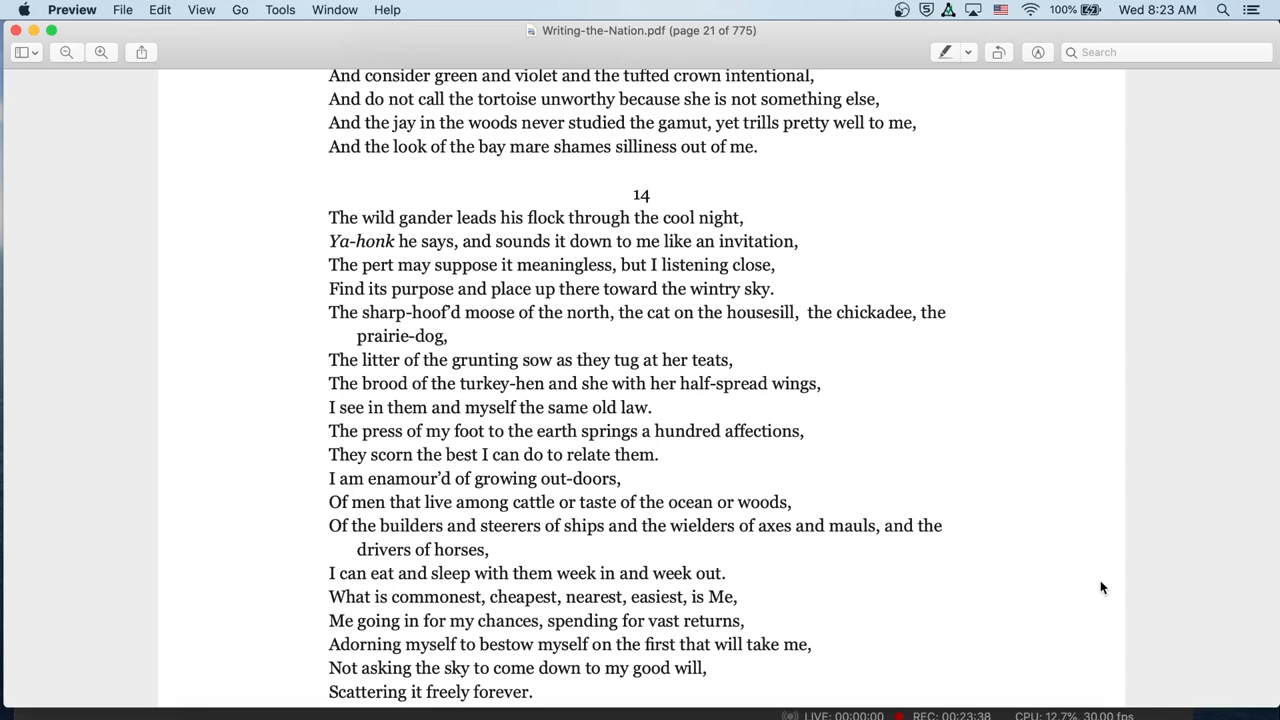 Preview File Edit View Go Tools Window Help 100% Wed 8:23 AM
Writing-the-Nation.pdf (page 21 of 775)
Search
And consider green and violet and the tufted crown intentional,
And do not call the tortoise unworthy because she is not something else,
And the jay in the woods never studied the gamut, yet trills pretty well to me,
And the look of the bay mare shames silliness out of me.
14
The wild gander leads his flock through the cool night,
Ya-honk he says, and sounds it down to me like an invitation,
The pert may suppose it meaningless, but I listening close,
Find its purpose and place up there toward the wintry sky.
The sharp-hoof'd moose of the north, the cat on the housesill, the chickadee, the
prairie-dog,
The litter of the grunting sow as they tug at her teats,
The brood of the turkey-hen and she with her half-spread wings,
I see in them and myself the same old law.
The press of my foot to the earth springs a hundred affections,
They scorn the best I can do to relate them.
I am enamour'd of growing out-doors,
Of men that live among cattle or taste of the ocean or woods,
Of the builders and steerers of ships and the wielders of axes and mauls, and the
drivers of horses,
I can eat and sleep with them week in and week out.
What is commonest, cheapest, nearest, easiest, is Me,
Me going in for my chances, spending for vast returns,
Adorning myself to bestow myself on the first that will take me,
Not asking the sky to come down to my good will,
Scattering it freely forever.
LIVE: 00:00:00 REC: 00:23:38 CPU: 12.7%, 30.00 fps